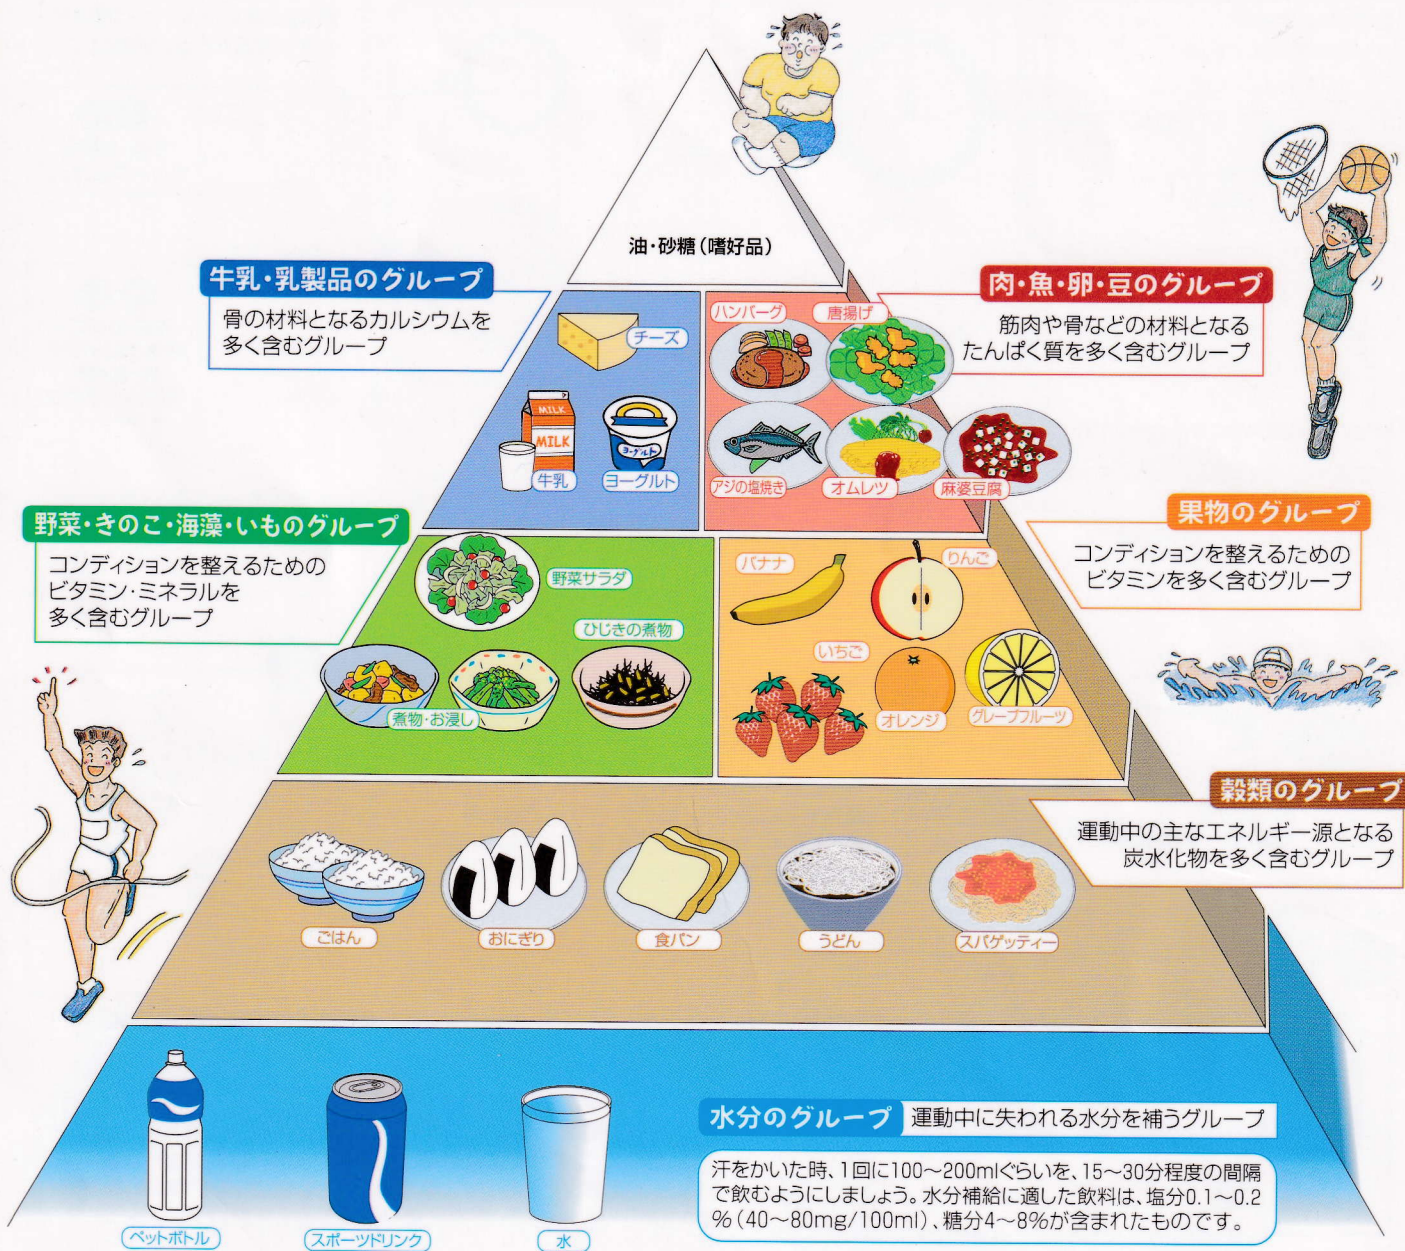 油・砂糖(嗜好品)
牛乳・乳製品のグループ
骨の材料となるカルシウムを
多く含むグループ
チーズ
MILK
MILK
牛乳
ヨーグルト
ヨーグルト
肉・魚・卵・豆のグループ
筋肉や骨などの材料となる
たんぱく質を多く含むグループ
ハンバーグ
唐揚げ
アジの塩焼き
オムレツ
麻婆豆腐
野菜・きのこ・海藻・いものグループ
コンディションを整えるための
ビタミン・ミネラルを
多く含むグループ
野菜サラダ
ひじきの煮物
煮物・お浸し
果物のグループ
コンディションを整えるための
ビタミンを多く含むグループ
バナナ
りんご
いちご
オレンジ
グレープフルーツ
穀類のグループ
運動中の主なエネルギー源となる
炭水化物を多く含むグループ
ごはん
おにぎり
食パン
うどん
スパゲッティー
水分のグループ
運動中に失われる水分を補うグループ
汗をかいた時、1回に100〜200mlぐらいを、15〜30分程度の間隔
で飲むようにしましょう。水分補給に適した飲料は、塩分0.1〜0.2
%(40〜80mg/100ml)、糖分4〜8%が含まれたものです。
ペットボトル
スポーツドリンク
水